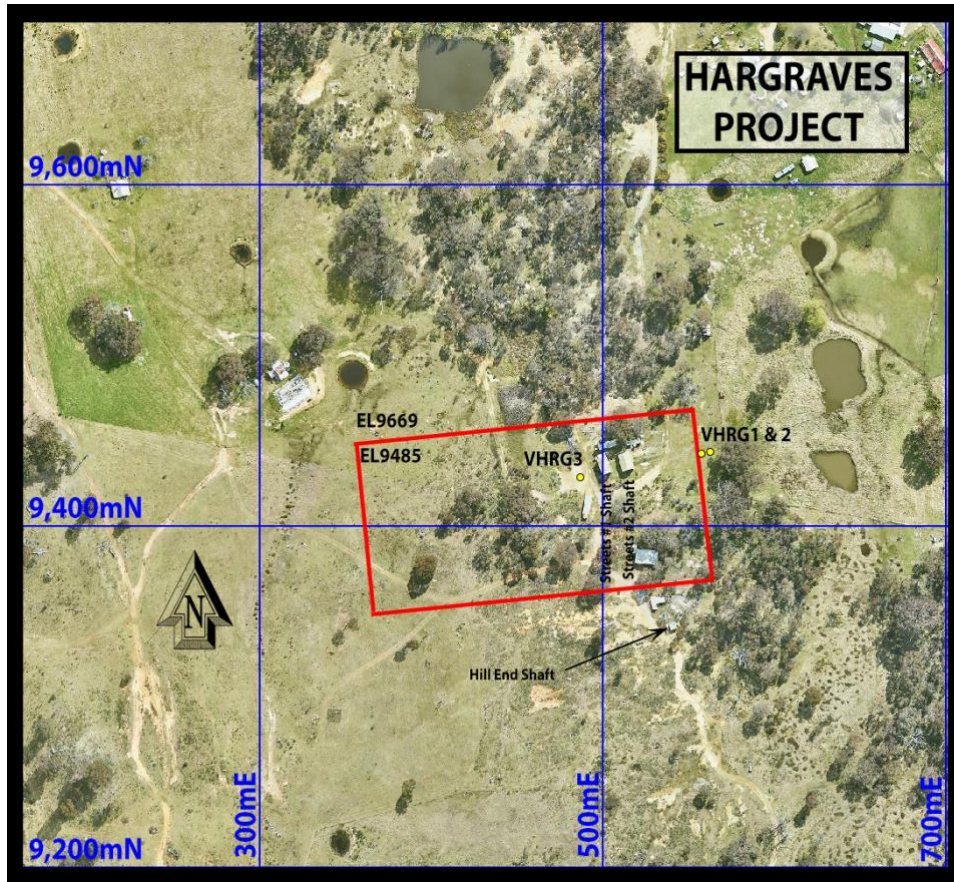 HARGRAVES
PROJECT
9,600mN
EL9669
EL9485
VHRG3
VHRG1 & 2
Streets #1 Shaft
Streets #2 Shaft
9,400mN
N
Hill End Shaft
9,200mN
300mE
500mE
700mE